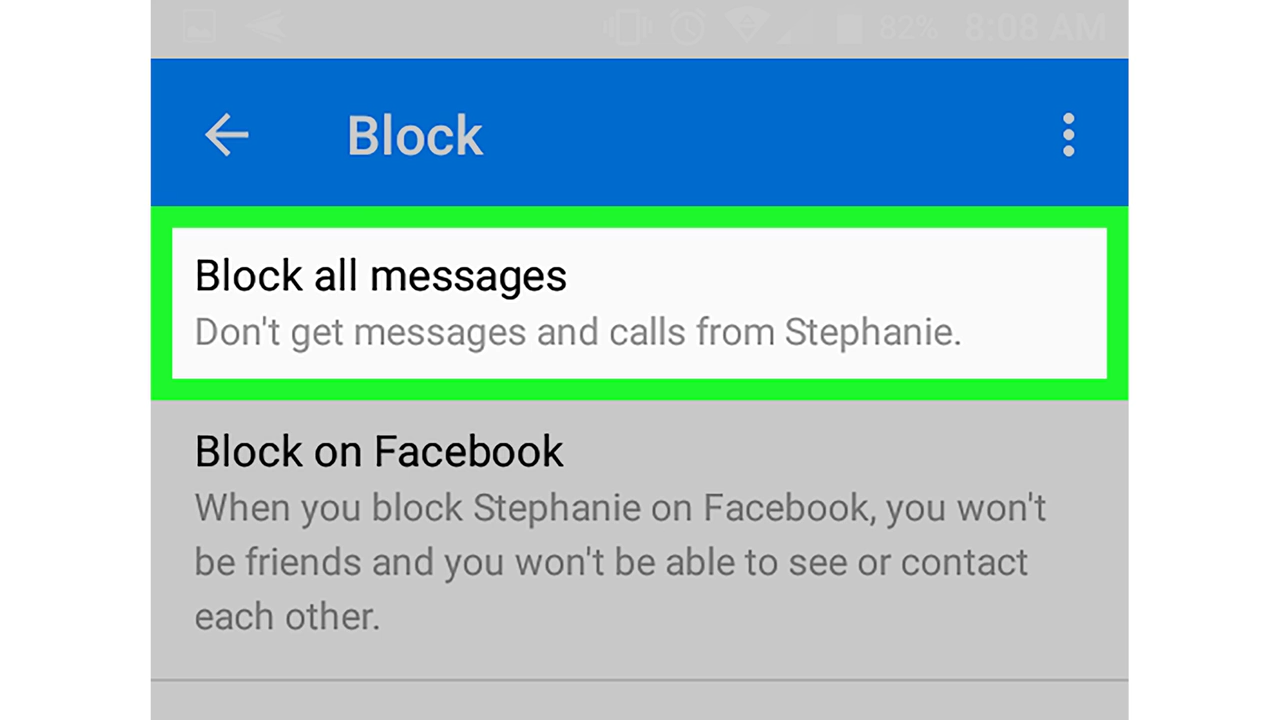 82% 8:08 AM
Block
Block all messages
Don't get messages and calls from Stephanie.
Block on Facebook
When you block Stephanie on Facebook, you won't
be friends and you won't be able to see or contact
each other.